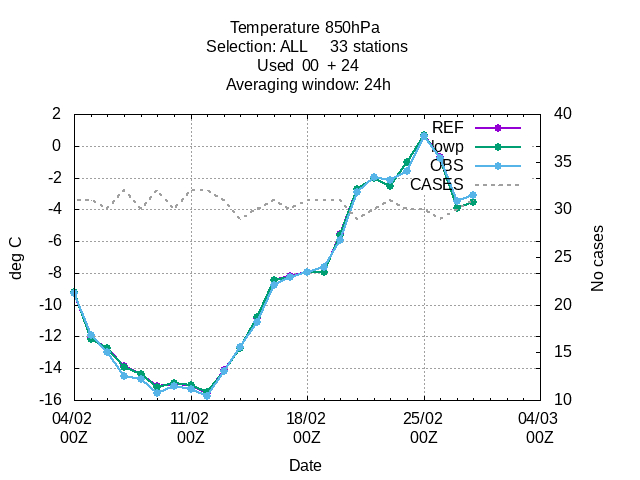 Temperature 850hPa
Selection: ALL 33 stations
Used 00 + 24
Averaging window: 24h
2 40
REF
0
lowp
OBS 35
-2
CASES
-4 30
-6
25
-8
-10 20
-12
15
-14
-16 10
deg C
No cases
04/02 11/02 18/02 25/02 04/03
00Z 00Z 00Z 00Z 00Z
Date